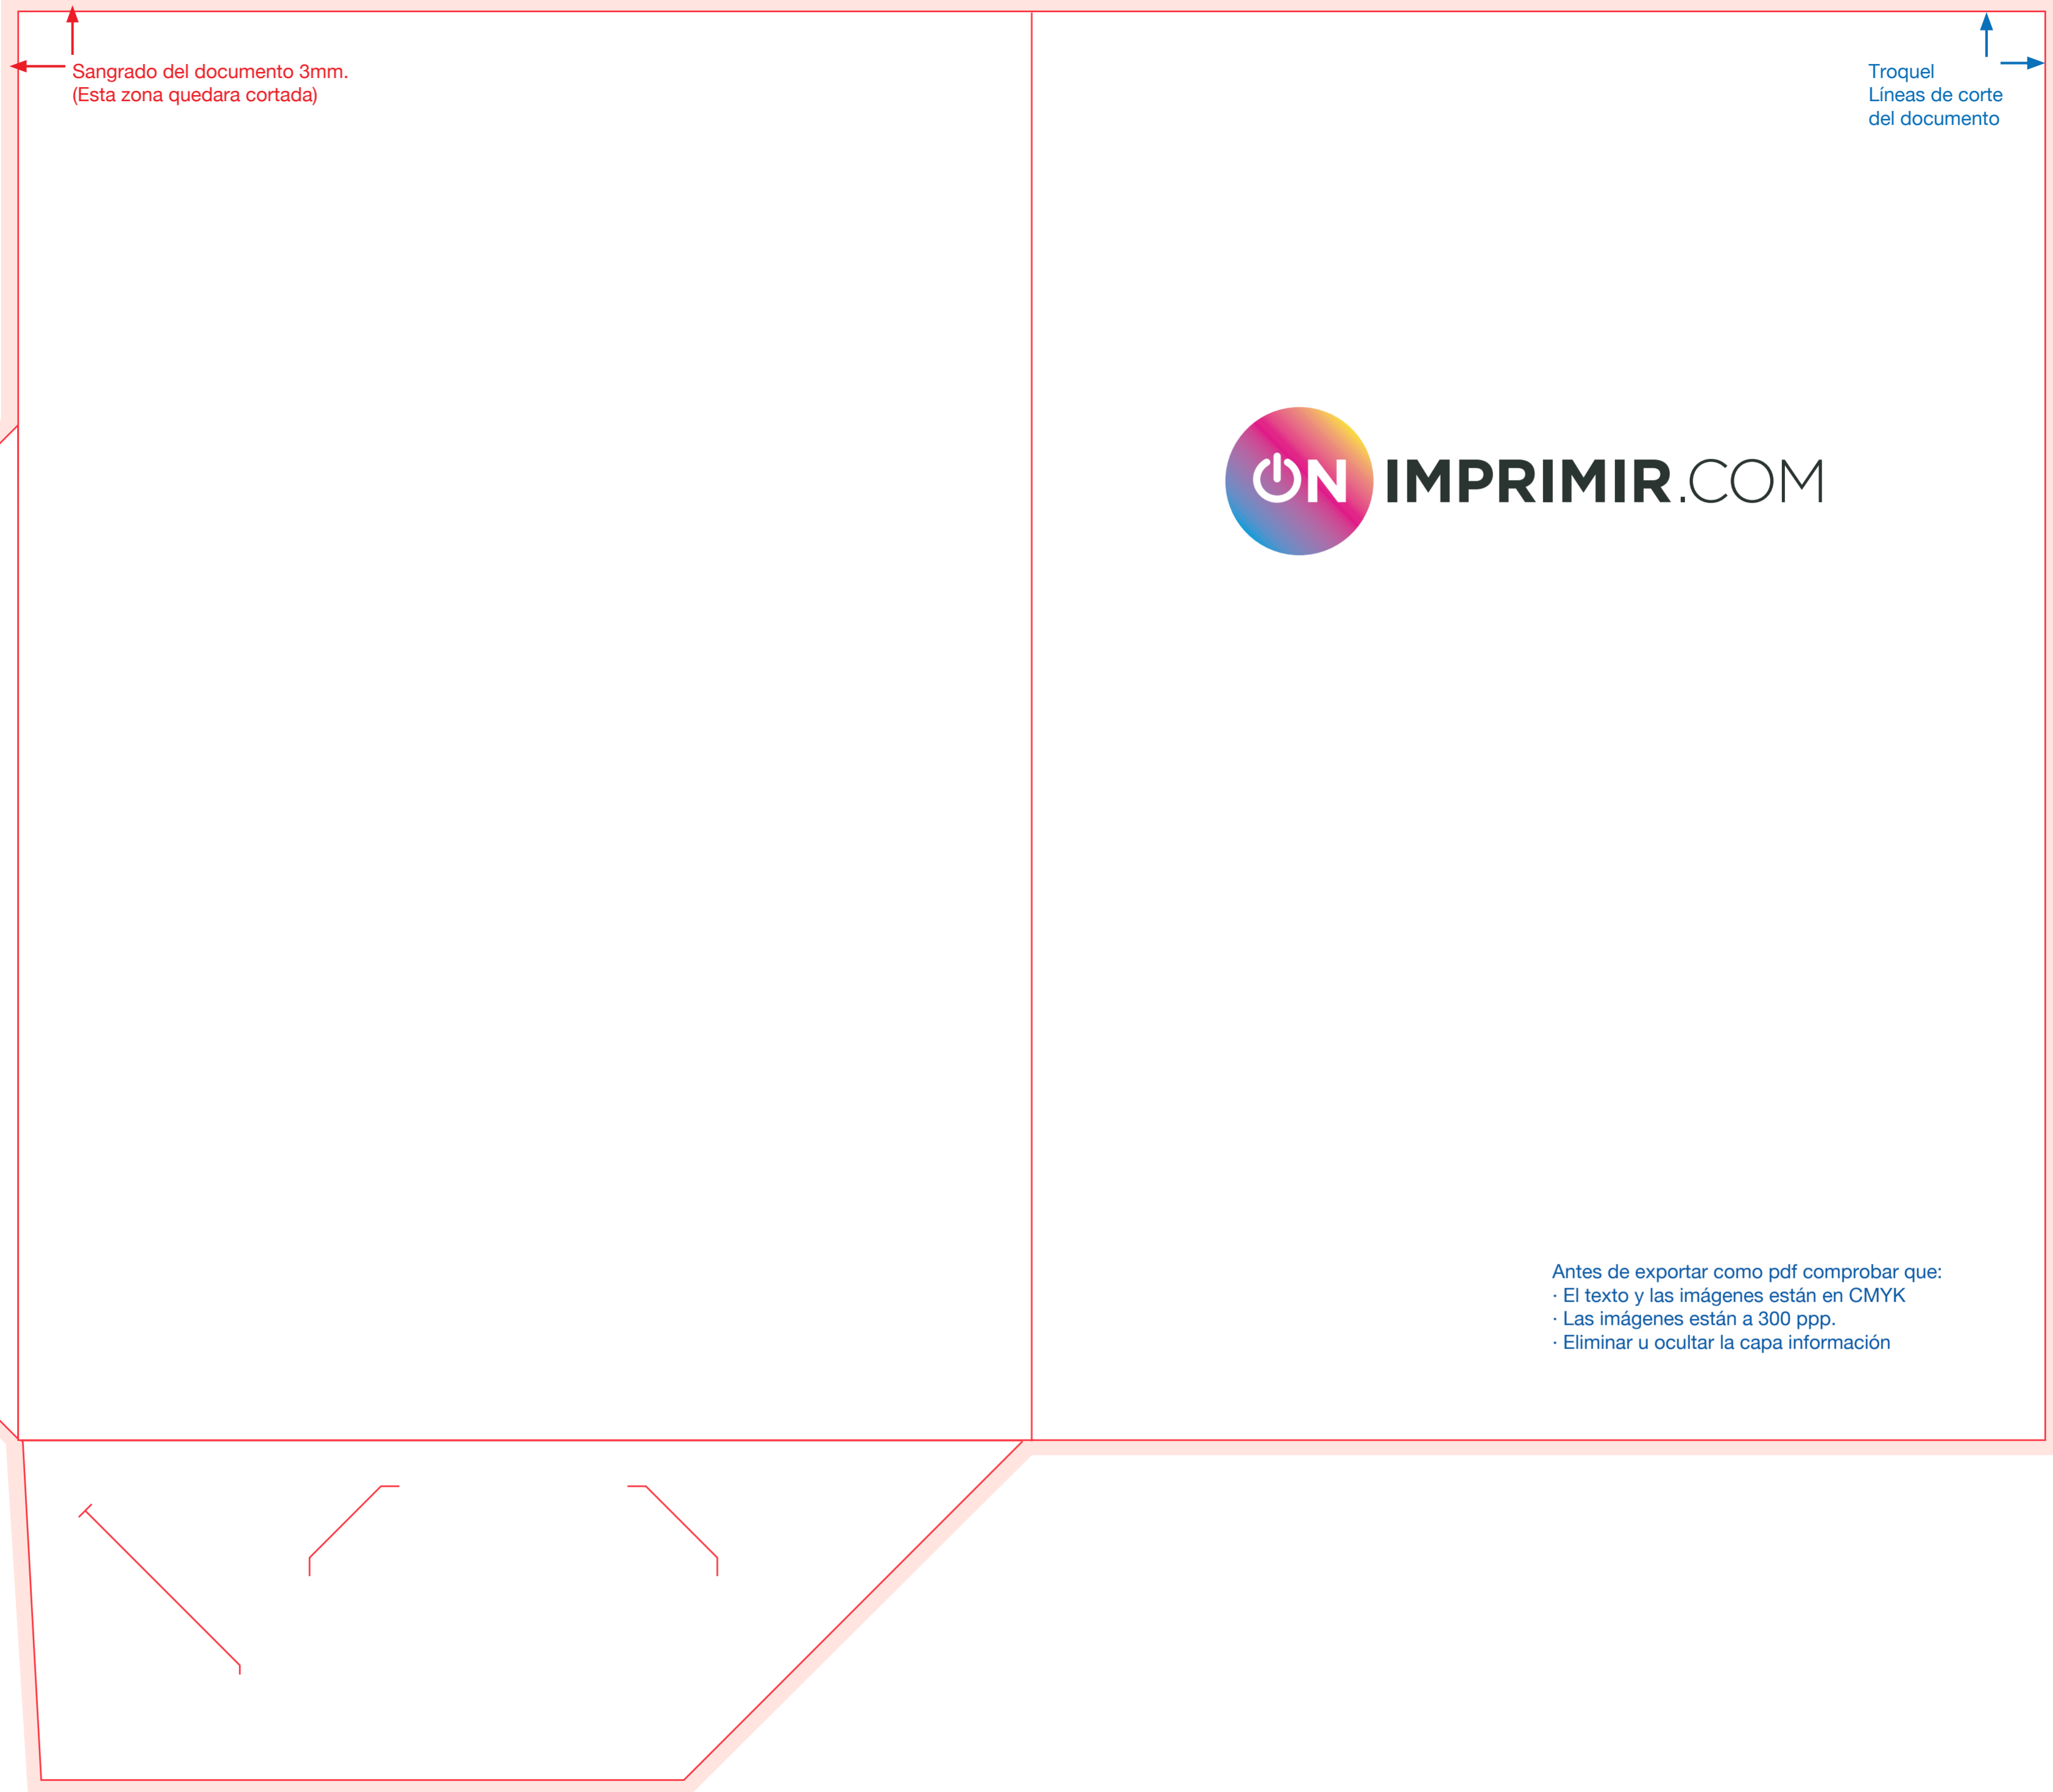 Sangrado del documento 3mm.
(Esta zona quedara cortada)
Troquel
Líneas de corte
del documento
ON IMPRIMIR.COM
Antes de exportar como pdf comprobar que:
· El texto y las imágenes están en CMYK
· Las imágenes están a 300 ppp.
· Eliminar u ocultar la capa información